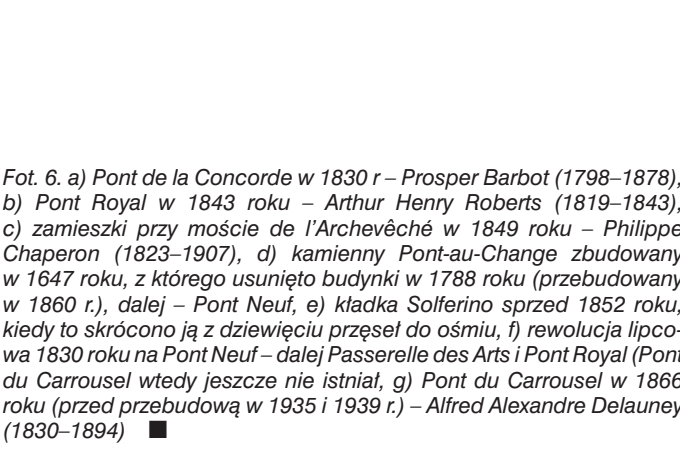 Fot. 6. a) Pont de la Concorde w 1830 r – Prosper Barbot (1798–1878),
b) Pont Royal w 1843 roku – Arthur Henry Roberts (1819–1843),
c) zamieszki przy moście de l’Archevêché w 1849 roku – Philippe
Chaperon (1823–1907), d) kamienny Pont-au-Change zbudowany
w 1647 roku, z którego usunięto budynki w 1788 roku (przebudowany
w 1860 r.), dalej – Pont Neuf, e) kładka Solferino sprzed 1852 roku,
kiedy to skrócono ją z dziewięciu przęseł do ośmiu, f) rewolucja lipco-
wa 1830 roku na Pont Neuf – dalej Passerelle des Arts i Pont Royal (Pont
du Carrousel wtedy jeszcze nie istniał, g) Pont du Carrousel w 1866
roku (przed przebudową w 1935 i 1939 r.) – Alfred Alexandre Delauney
(1830–1894) ■